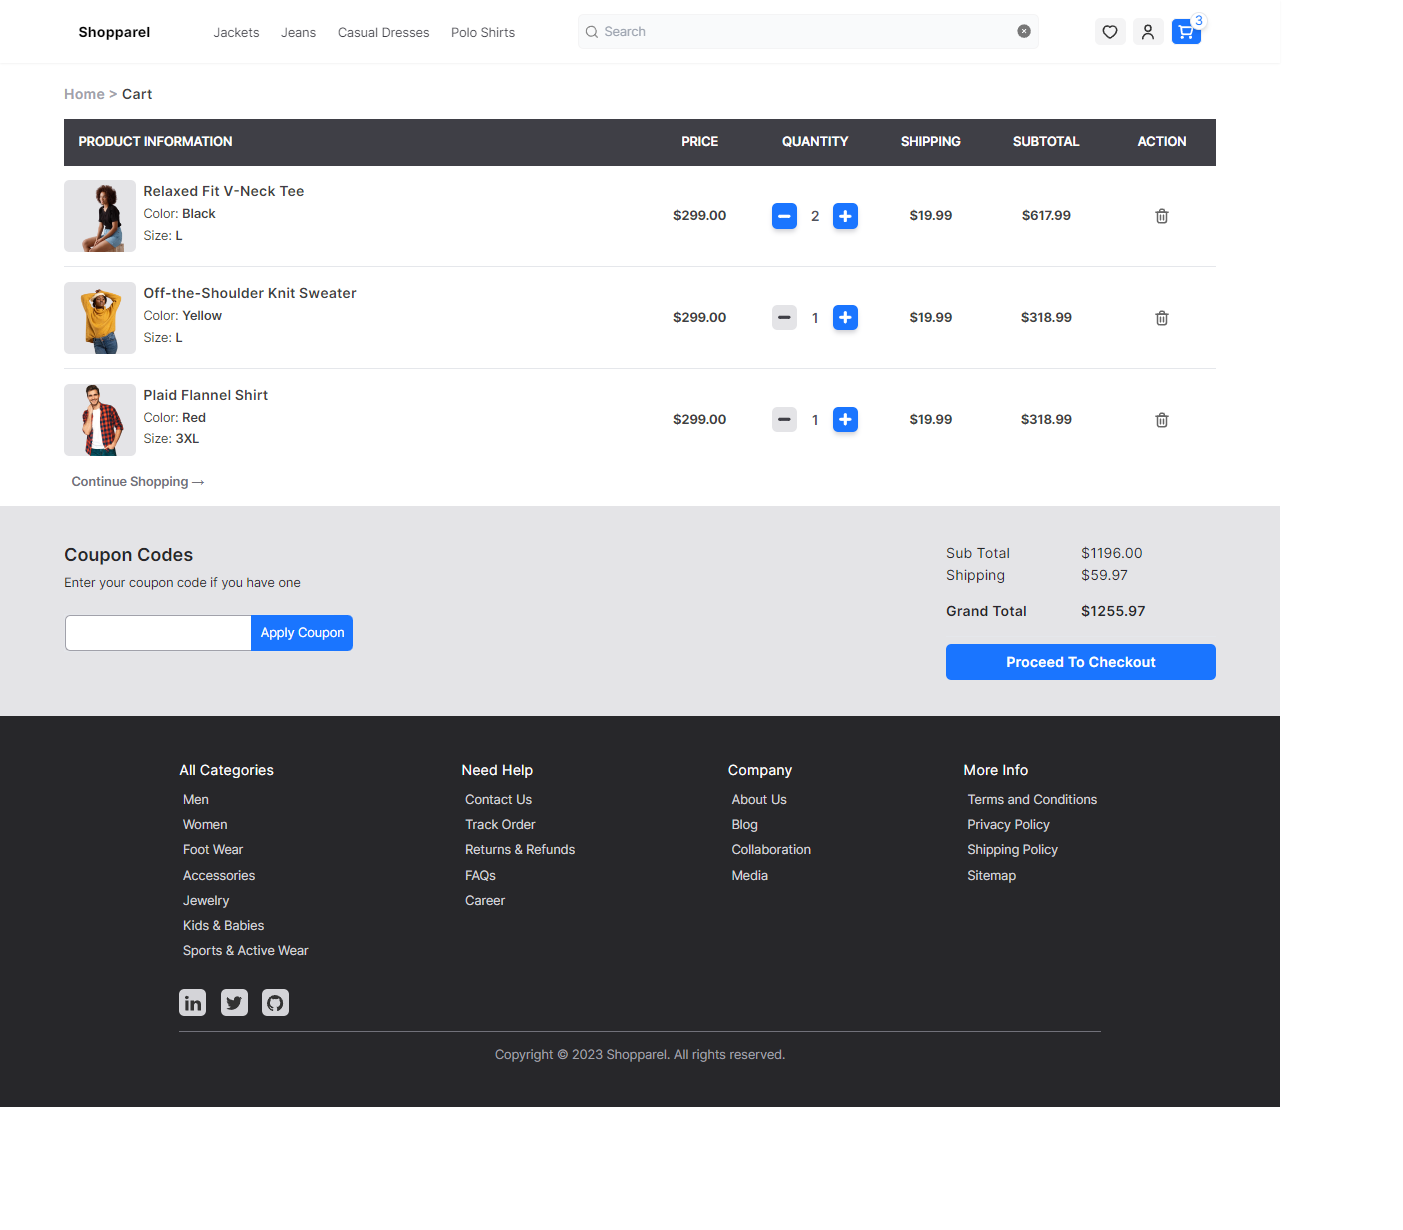 Shopparel Jackets Jeans Casual Dresses Polo Shirts Search 3
Home > Cart
PRODUCT INFORMATION PRICE QUANTITY SHIPPING SUBTOTAL ACTION
Relaxed Fit V-Neck Tee
Color: Black
Size: L
$299.00 2 $19.99 $617.99
Off-the-Shoulder Knit Sweater
Color: Yellow
Size: L
$299.00 1 $19.99 $318.99
Plaid Flannel Shirt
Color: Red
Size: 3XL
$299.00 1 $19.99 $318.99
Continue Shopping →
Coupon Codes
Enter your coupon code if you have one
Apply Coupon
Sub Total $1196.00
Shipping $59.97
Grand Total $1255.97
Proceed To Checkout
All Categories
Men
Women
Foot Wear
Accessories
Jewelry
Kids & Babies
Sports & Active Wear
Need Help
Contact Us
Track Order
Returns & Refunds
FAQs
Career
Company
About Us
Blog
Collaboration
Media
More Info
Terms and Conditions
Privacy Policy
Shipping Policy
Sitemap
in
Copyright © 2023 Shopparel. All rights reserved.